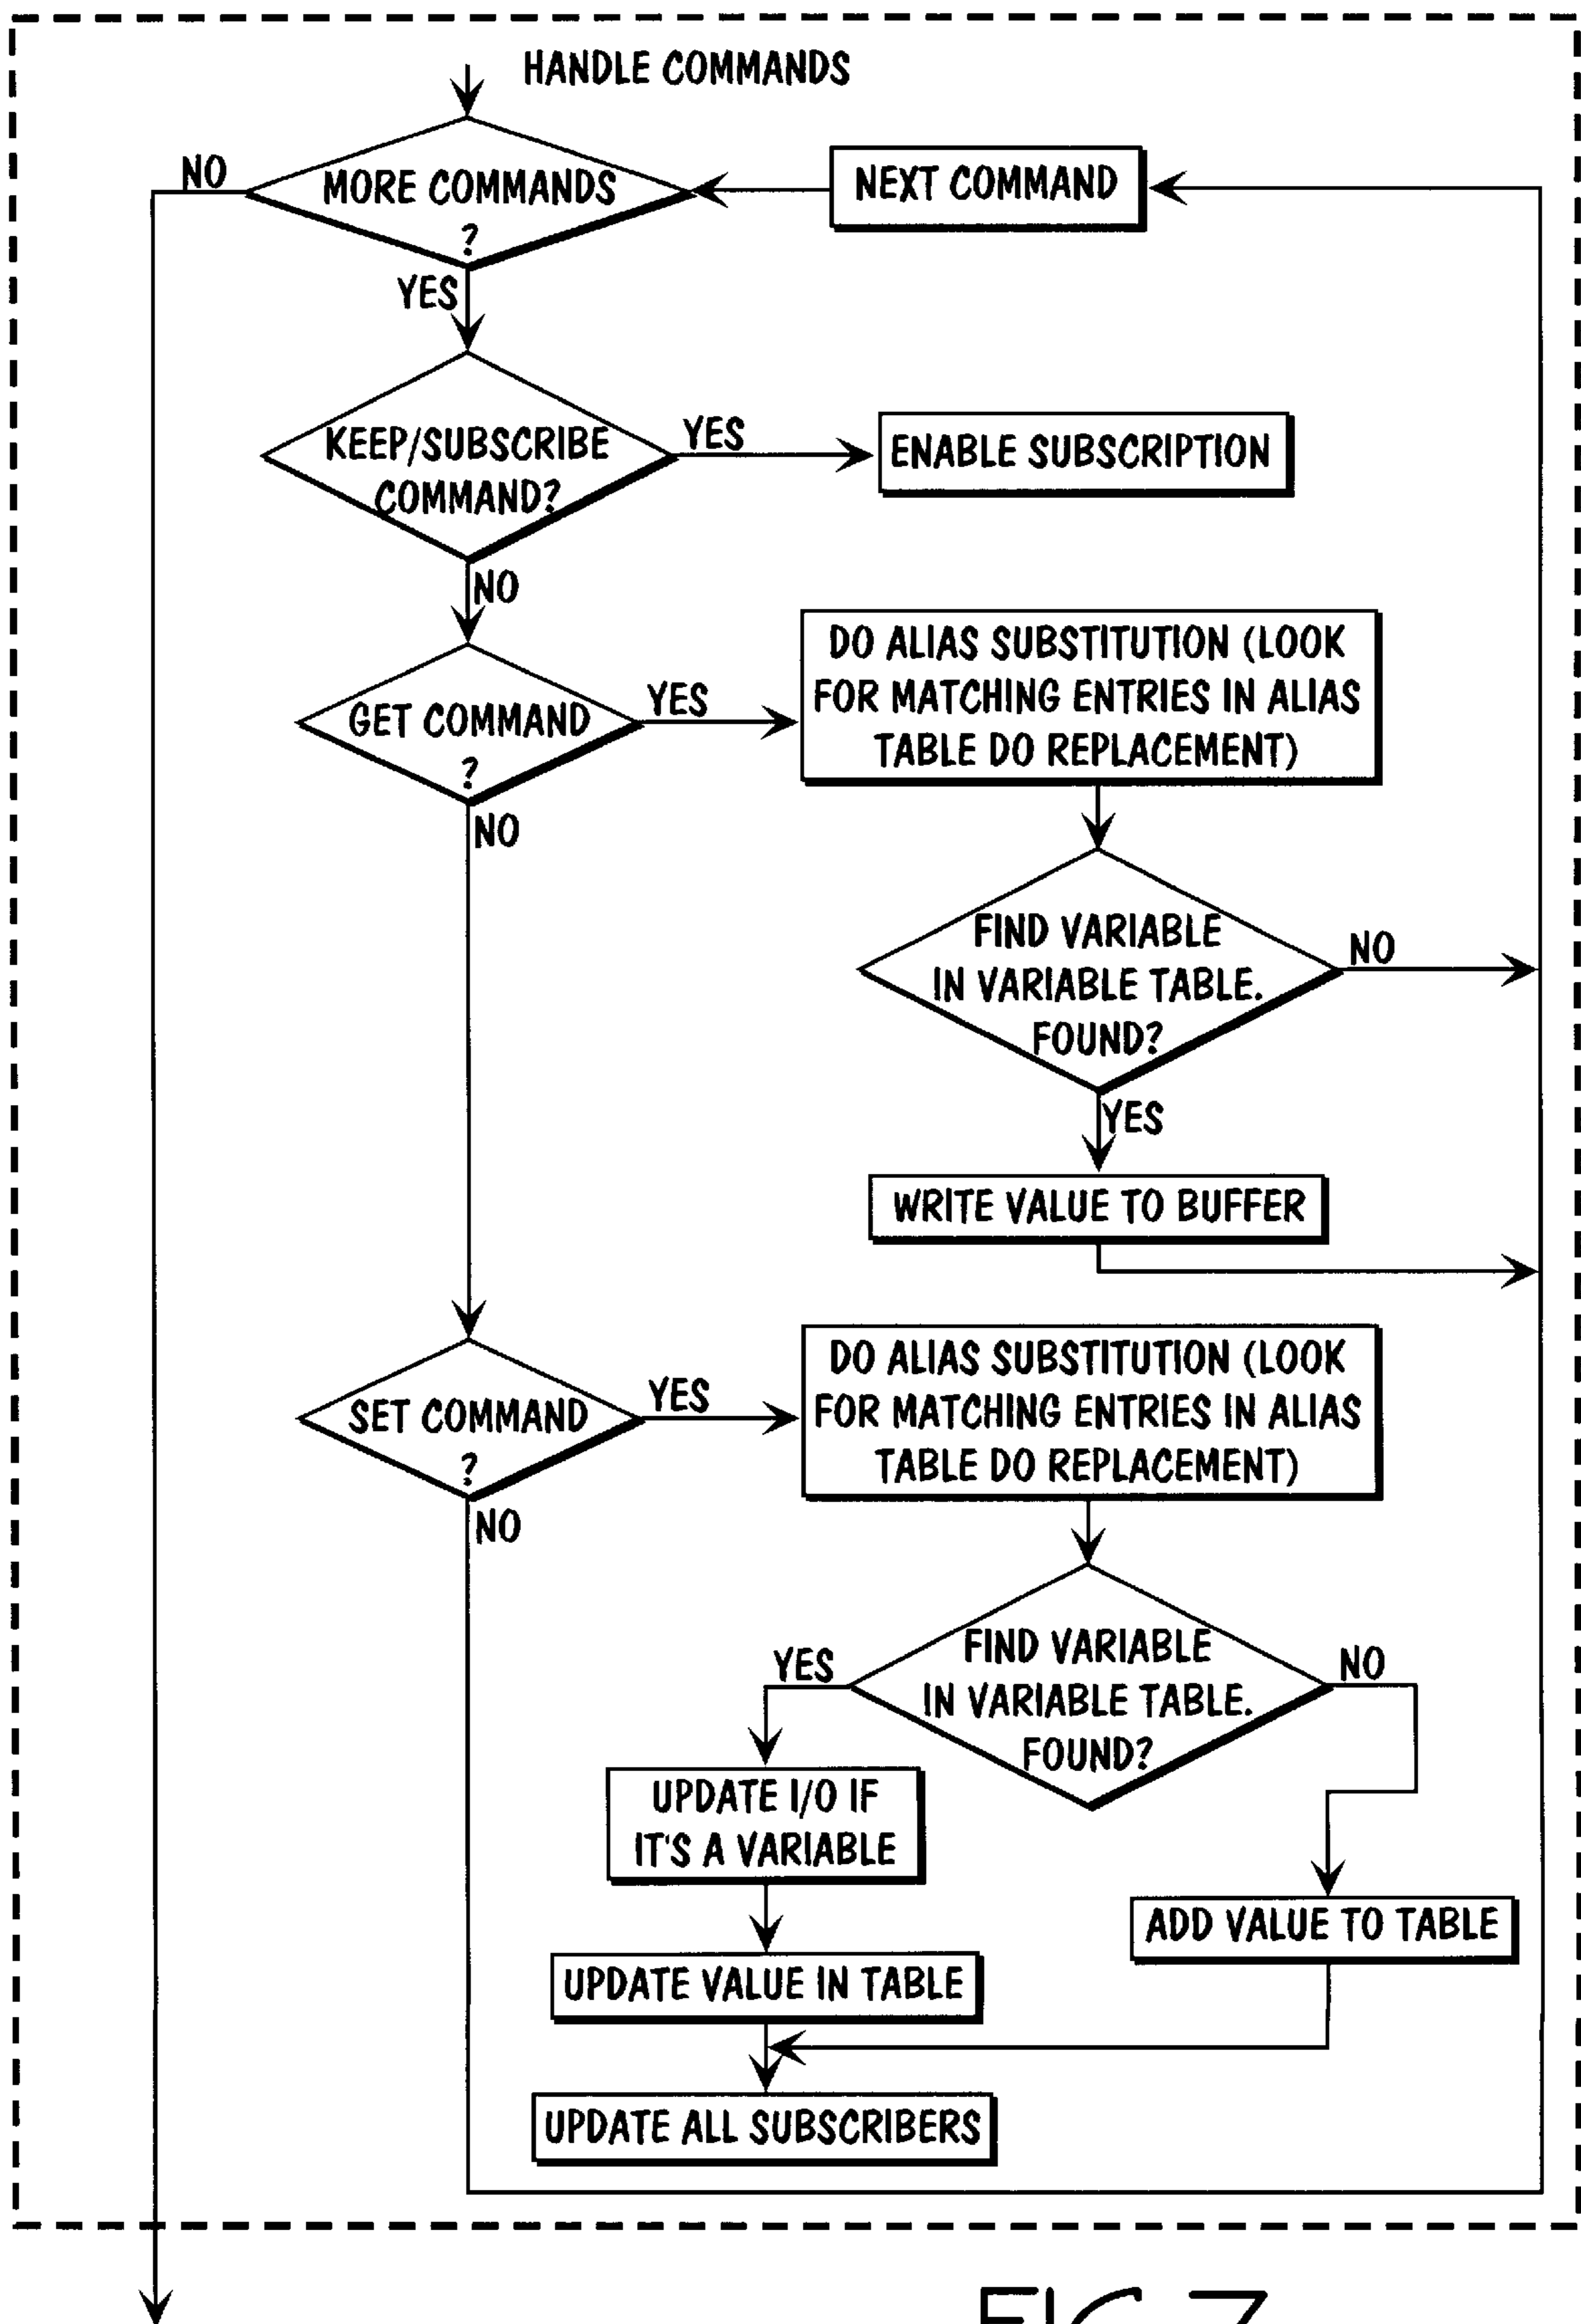 HANDLE COMMANDS
NO
MORE COMMANDS
?
NEXT COMMAND
YES
KEEP/SUBSCRIBE
COMMAND?
YES
ENABLE SUBSCRIPTION
NO
GET COMMAND
?
YES
DO ALIAS SUBSTITUTION (LOOK
FOR MATCHING ENTRIES IN ALIAS
TABLE DO REPLACEMENT)
NO
FIND VARIABLE
IN VARIABLE TABLE.
FOUND?
NO
YES
WRITE VALUE TO BUFFER
SET COMMAND
?
YES
DO ALIAS SUBSTITUTION (LOOK
FOR MATCHING ENTRIES IN ALIAS
TABLE DO REPLACEMENT)
NO
FIND VARIABLE
IN VARIABLE TABLE.
FOUND?
YES
NO
UPDATE I/O IF
IT'S A VARIABLE
ADD VALUE TO TABLE
UPDATE VALUE IN TABLE
UPDATE ALL SUBSCRIBERS